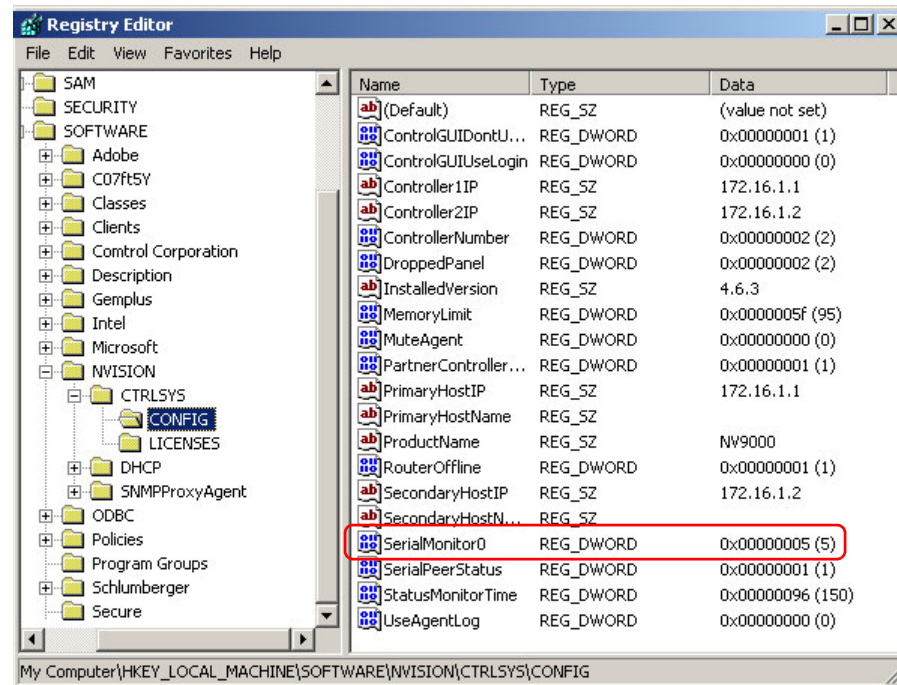 Registry Editor
File Edit View Favorites Help
SAM
SECURITY
SOFTWARE
Adobe
C07ft5Y
Classes
Clients
Comtrol Corporation
Description
Gemplus
Intel
Microsoft
NVISION
CTRLSYS
CONFIG
LICENSES
DHCP
SNMPProxyAgent
ODBC
Policies
Program Groups
Schlumberger
Secure
Name Type Data
(Default) REG_SZ (value not set)
ControlGUIDontU... REG_DWORD 0x00000001 (1)
ControlGUIUseLogin REG_DWORD 0x00000000 (0)
Controller1IP REG_SZ 172.16.1.1
Controller2IP REG_SZ 172.16.1.2
ControllerNumber REG_DWORD 0x00000002 (2)
DroppedPanel REG_DWORD 0x00000002 (2)
InstalledVersion REG_SZ 4.6.3
MemoryLimit REG_DWORD 0x0000005f (95)
MuteAgent REG_DWORD 0x00000000 (0)
PartnerController... REG_DWORD 0x00000001 (1)
PrimaryHostIP REG_SZ 172.16.1.1
PrimaryHostName REG_SZ
ProductName REG_SZ NV9000
RouterOffline REG_DWORD 0x00000001 (1)
SecondaryHostIP REG_SZ 172.16.1.2
SecondaryHostN... REG_SZ
SerialMonitor0 REG_DWORD 0x00000005 (5)
SerialPeerStatus REG_DWORD 0x00000001 (1)
StatusMonitorTime REG_DWORD 0x00000096 (150)
UseAgentLog REG_DWORD 0x00000000 (0)
My Computer\HKEY_LOCAL_MACHINE\SOFTWARE\NVISION\CTRLSYS\CONFIG